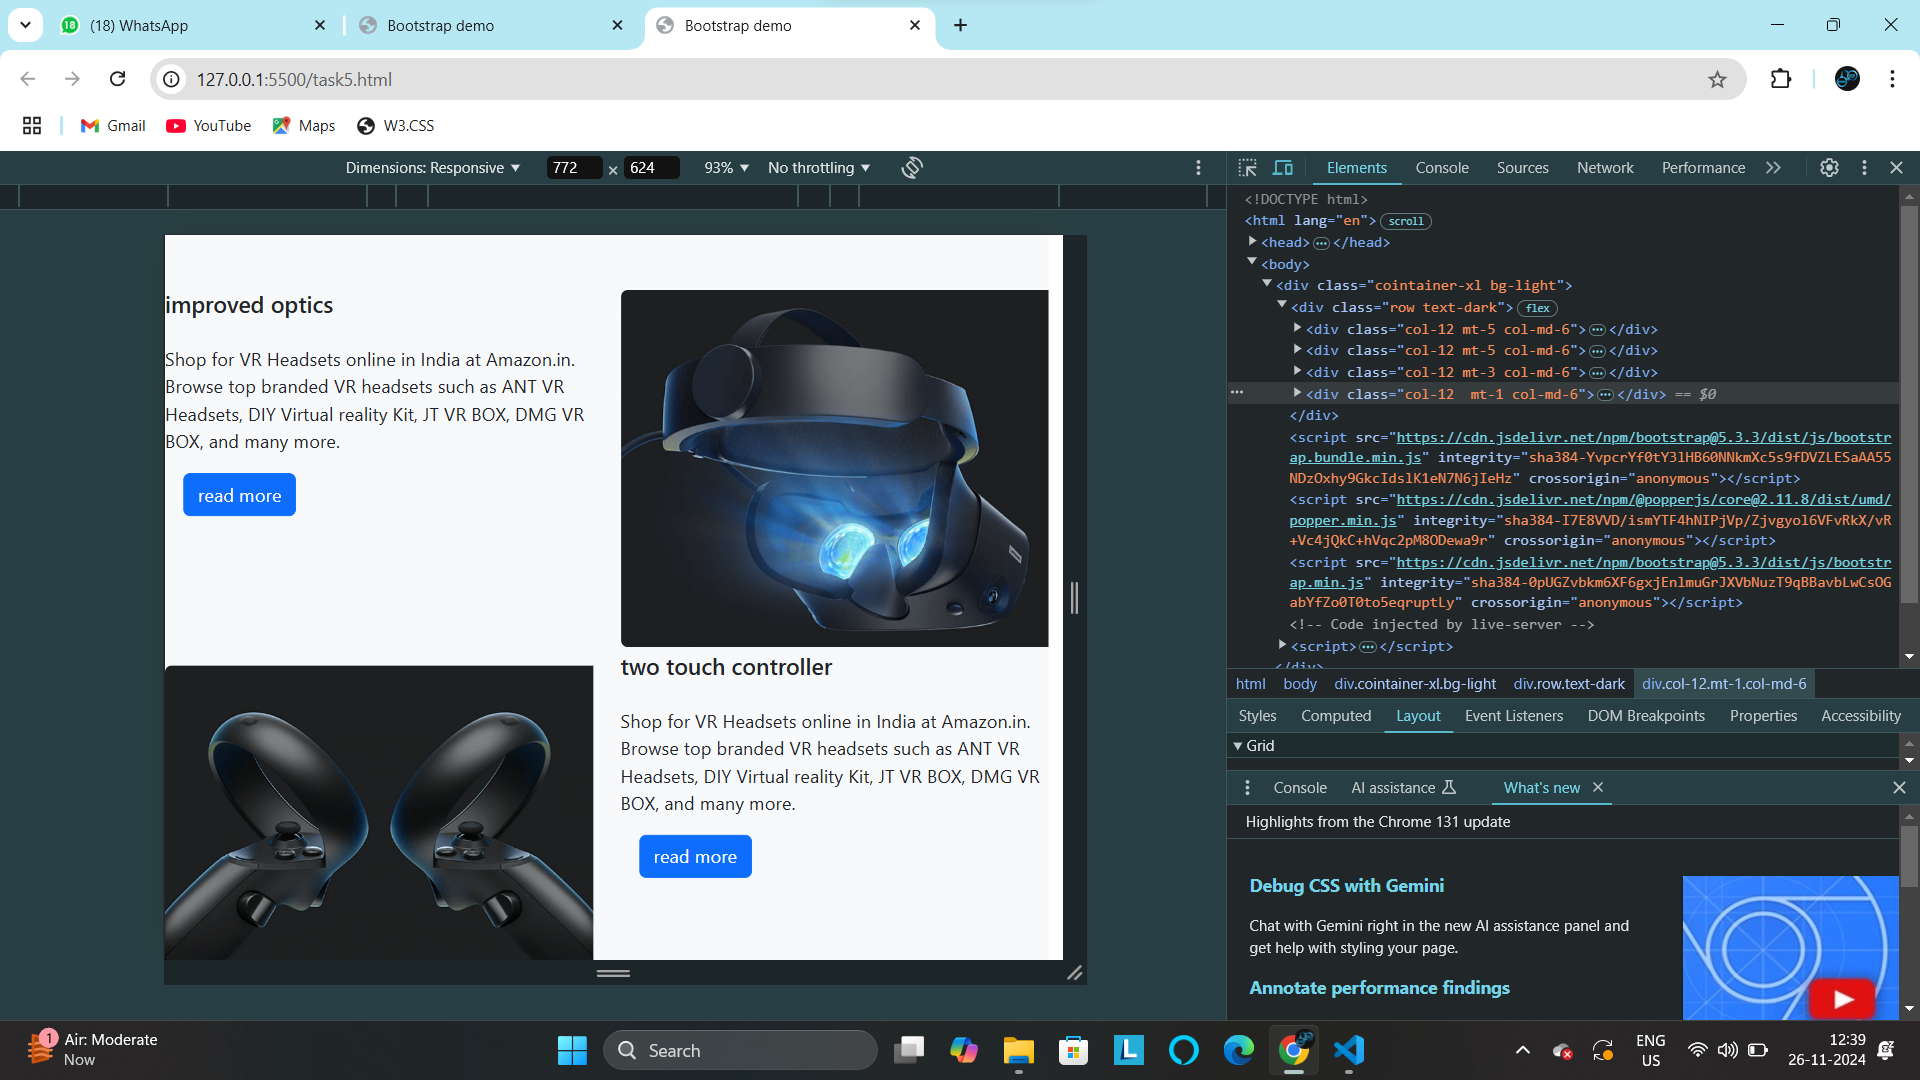 (18) WhatsApp
Bootstrap demo
Bootstrap demo
127.0.0.1:5500/task5.html
Gmail
YouTube
Maps
W3.CSS
Dimensions: Responsive
772 × 624
93%
No throttling
Elements
Console
Sources
Network
Performance
improved optics
Shop for VR Headsets online in India at Amazon.in.
Browse top branded VR headsets such as ANT VR
Headsets, DIY Virtual reality Kit, JT VR BOX, DMG VR
BOX, and many more.
read more
two touch controller
Shop for VR Headsets online in India at Amazon.in.
Browse top branded VR headsets such as ANT VR
Headsets, DIY Virtual reality Kit, JT VR BOX, DMG VR
BOX, and many more.
read more
<!DOCTYPE html>
<html lang="en"> scroll
<head> ••• </head>
<body>
<div class="cointainer-xl bg-light">
<div class="row text-dark"> flex
<div class="col-12 mt-5 col-md-6"> ••• </div>
<div class="col-12 mt-5 col-md-6"> ••• </div>
<div class="col-12 mt-3 col-md-6"> ••• </div>
<div class="col-12  mt-1 col-md-6"> ••• </div> == $0
</div>
<script src="https://cdn.jsdelivr.net/npm/bootstrap@5.3.3/dist/js/bootstr
ap.bundle.min.js" integrity="sha384-YvpcrYf0tY3lHB60NNkmXc5s9fDVZLESaAA55
NDzOxhy9GkcIdslK1eN7N6jIeHz" crossorigin="anonymous"></script>
<script src="https://cdn.jsdelivr.net/npm/@popperjs/core@2.11.8/dist/umd/
popper.min.js" integrity="sha384-I7E8VVD/ismYTF4hNIPjVp/Zjvgyol6VFvRkX/vR
+Vc4jQkC+hVqc2pM8ODewa9r" crossorigin="anonymous"></script>
<script src="https://cdn.jsdelivr.net/npm/bootstrap@5.3.3/dist/js/bootstr
ap.min.js" integrity="sha384-0pUGZvbkm6XF6gxjEnlmuGrJXVbNuzT9qBBavbLwCsOG
abYfZo0T0to5eqruptLy" crossorigin="anonymous"></script>
<!-- Code injected by live-server -->
<script> ••• </script>
</div>
html
body
div.cointainer-xl.bg-light
div.row.text-dark
div.col-12.mt-1.col-md-6
Styles
Computed
Layout
Event Listeners
DOM Breakpoints
Properties
Accessibility
Grid
Console
AI assistance
What's new
Highlights from the Chrome 131 update
Debug CSS with Gemini
Chat with Gemini right in the new AI assistance panel and
get help with styling your page.
Annotate performance findings
1
Air: Moderate
Now
Search
ENG
US
12:39
26-11-2024